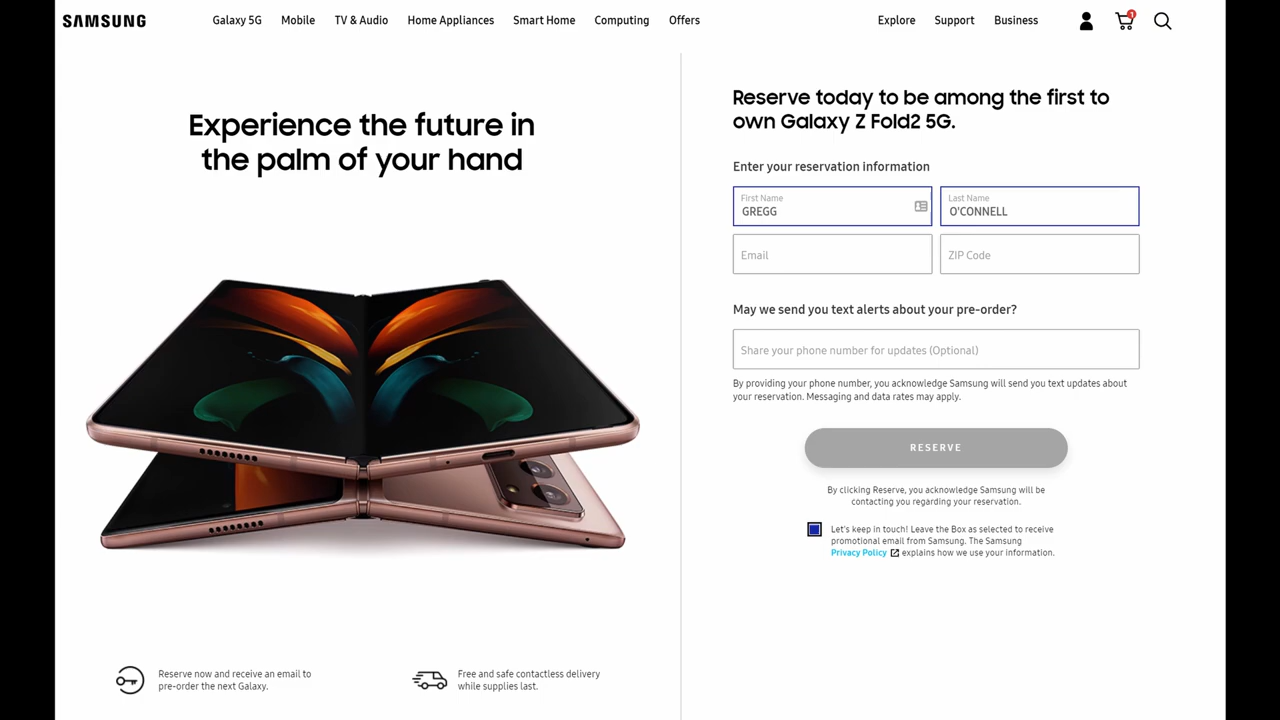 SAMSUNG
Galaxy 5G Mobile TV & Audio Home Appliances Smart Home Computing Offers
Explore Support Business
1
Experience the future in
the palm of your hand
Reserve now and receive an email to
pre-order the next Galaxy.
Free and safe contactless delivery
while supplies last.
Reserve today to be among the first to
own Galaxy Z Fold2 5G.
Enter your reservation information
First Name
GREGG
Last Name
O'CONNELL
Email
ZIP Code
May we send you text alerts about your pre-order?
Share your phone number for updates (Optional)
By providing your phone number, you acknowledge Samsung will send you text updates about
your reservation. Messaging and data rates may apply.
RESERVE
By clicking Reserve, you acknowledge Samsung will be
contacting you regarding your reservation.
Let's keep in touch! Leave the Box as selected to receive
promotional email from Samsung. The Samsung
Privacy Policy explains how we use your information.